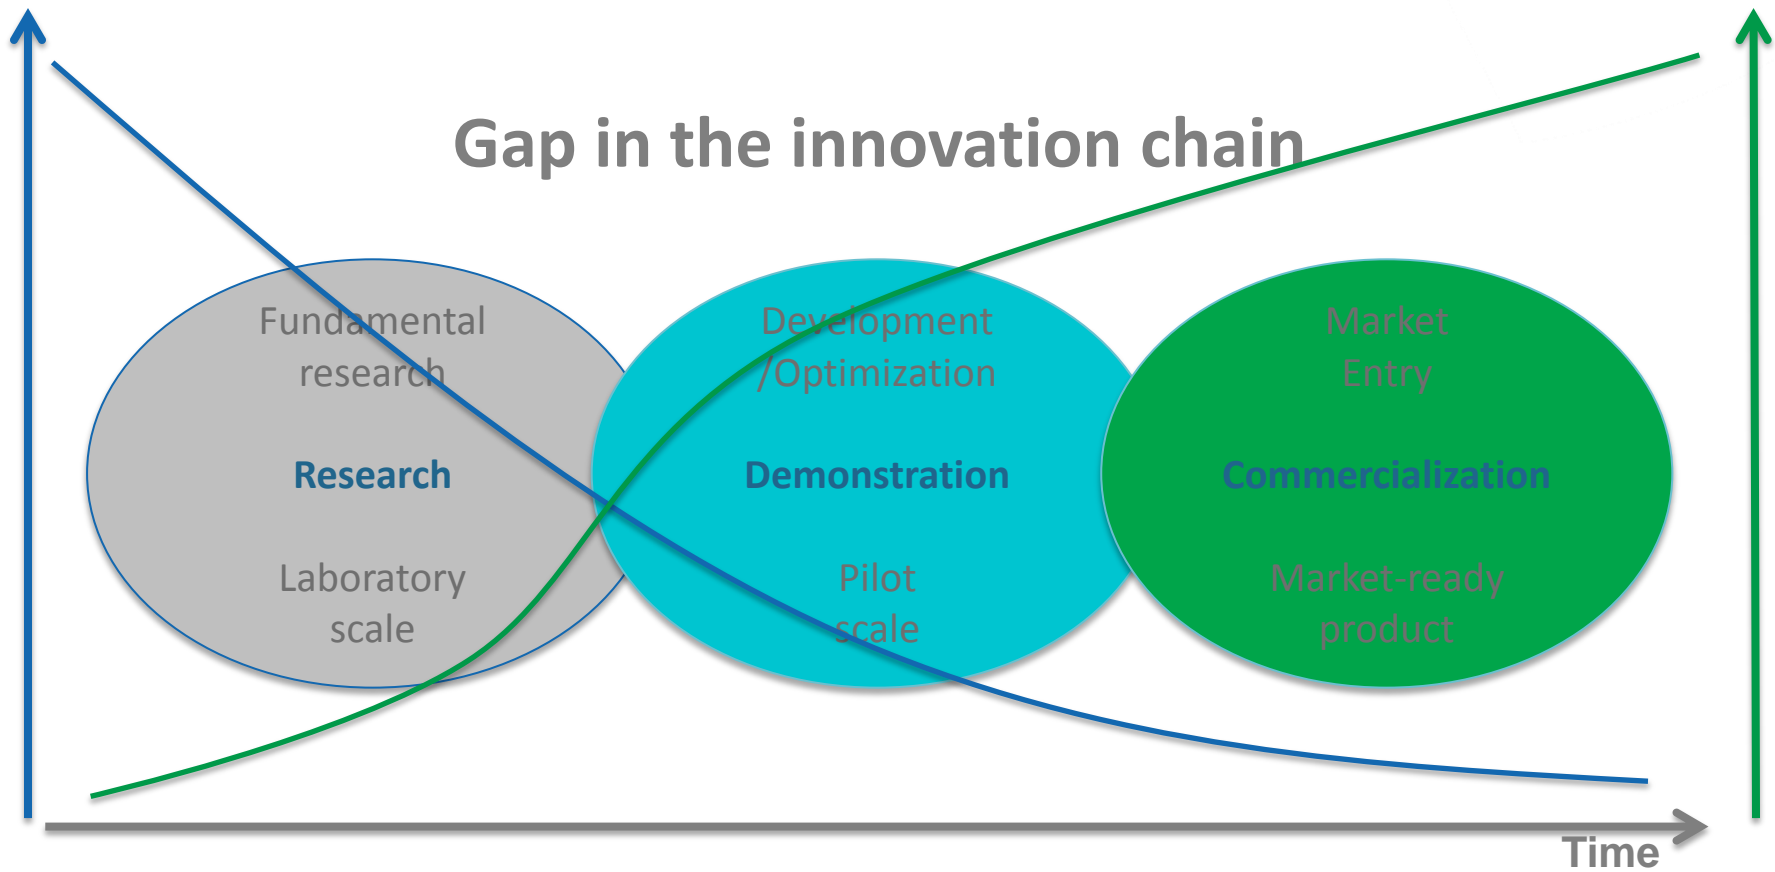 Gap in the innovation chain
Fundamental
research
Research
Laboratory
scale
Development
/Optimization
Demonstration
Pilot
scale
Market
Entry
Commercialization
Market-ready
product
Time